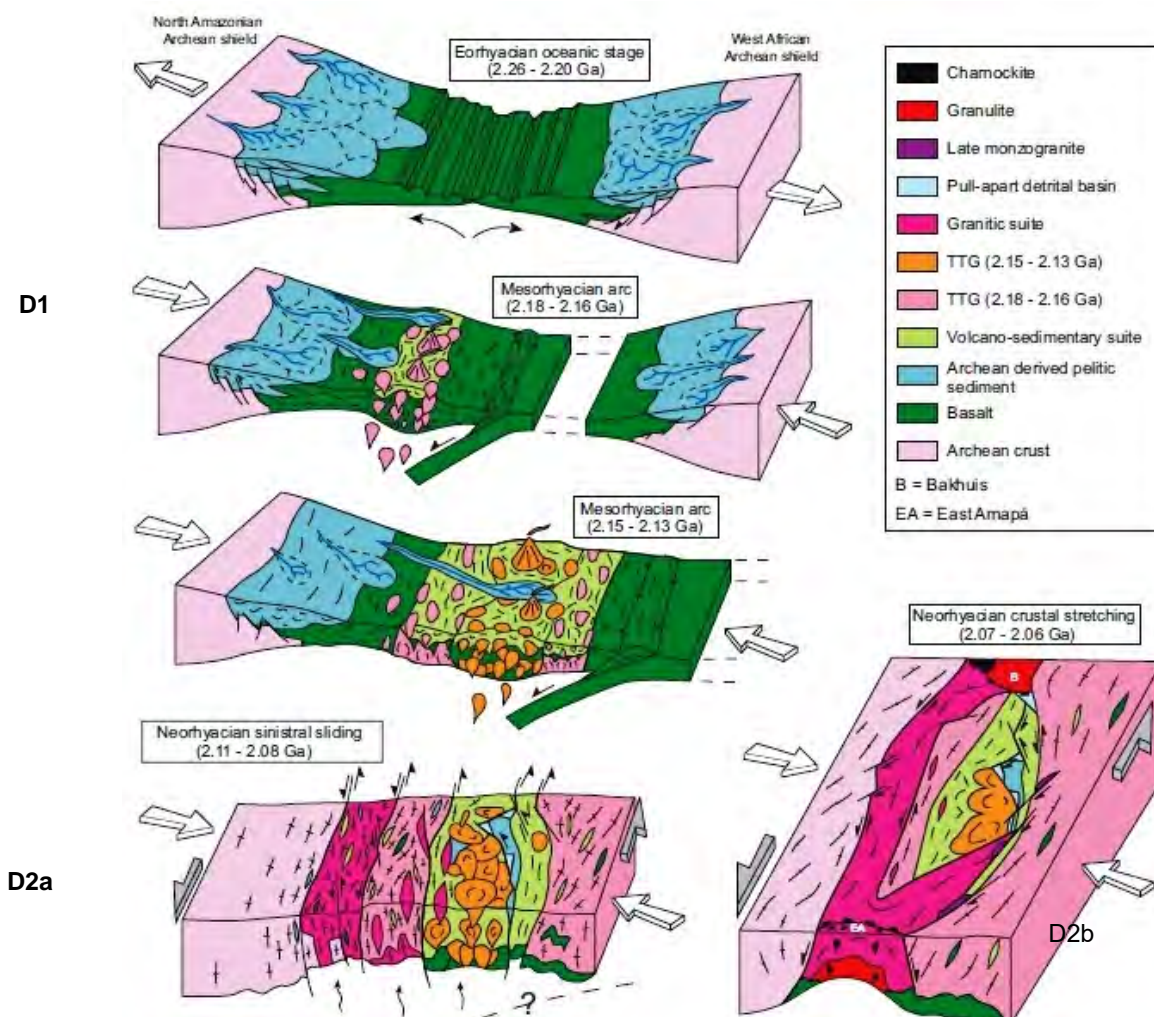 North Amazonian
Archean shield
Eorhyacian oceanic stage
(2.26 - 2.20 Ga)
West African
Archean shield
Charnockite
Granulite
Late monzogranite
Pull-apart detrital basin
Granitic suite
TTG (2.15 - 2.13 Ga)
TTG (2.18 - 2.16 Ga)
Volcano-sedimentary suite
Archean derived pelitic
sediment
Basalt
Archean crust
B = Bakhuis
EA = East Amapá
D1
Mesorhyacian arc
(2.18 - 2.16 Ga)
Mesorhyacian arc
(2.15 - 2.13 Ga)
Neorhyacian crustal stretching
(2.07 - 2.06 Ga)
B
Neorhyacian sinistral sliding
(2.11 - 2.08 Ga)
D2a
?
EA
D2b